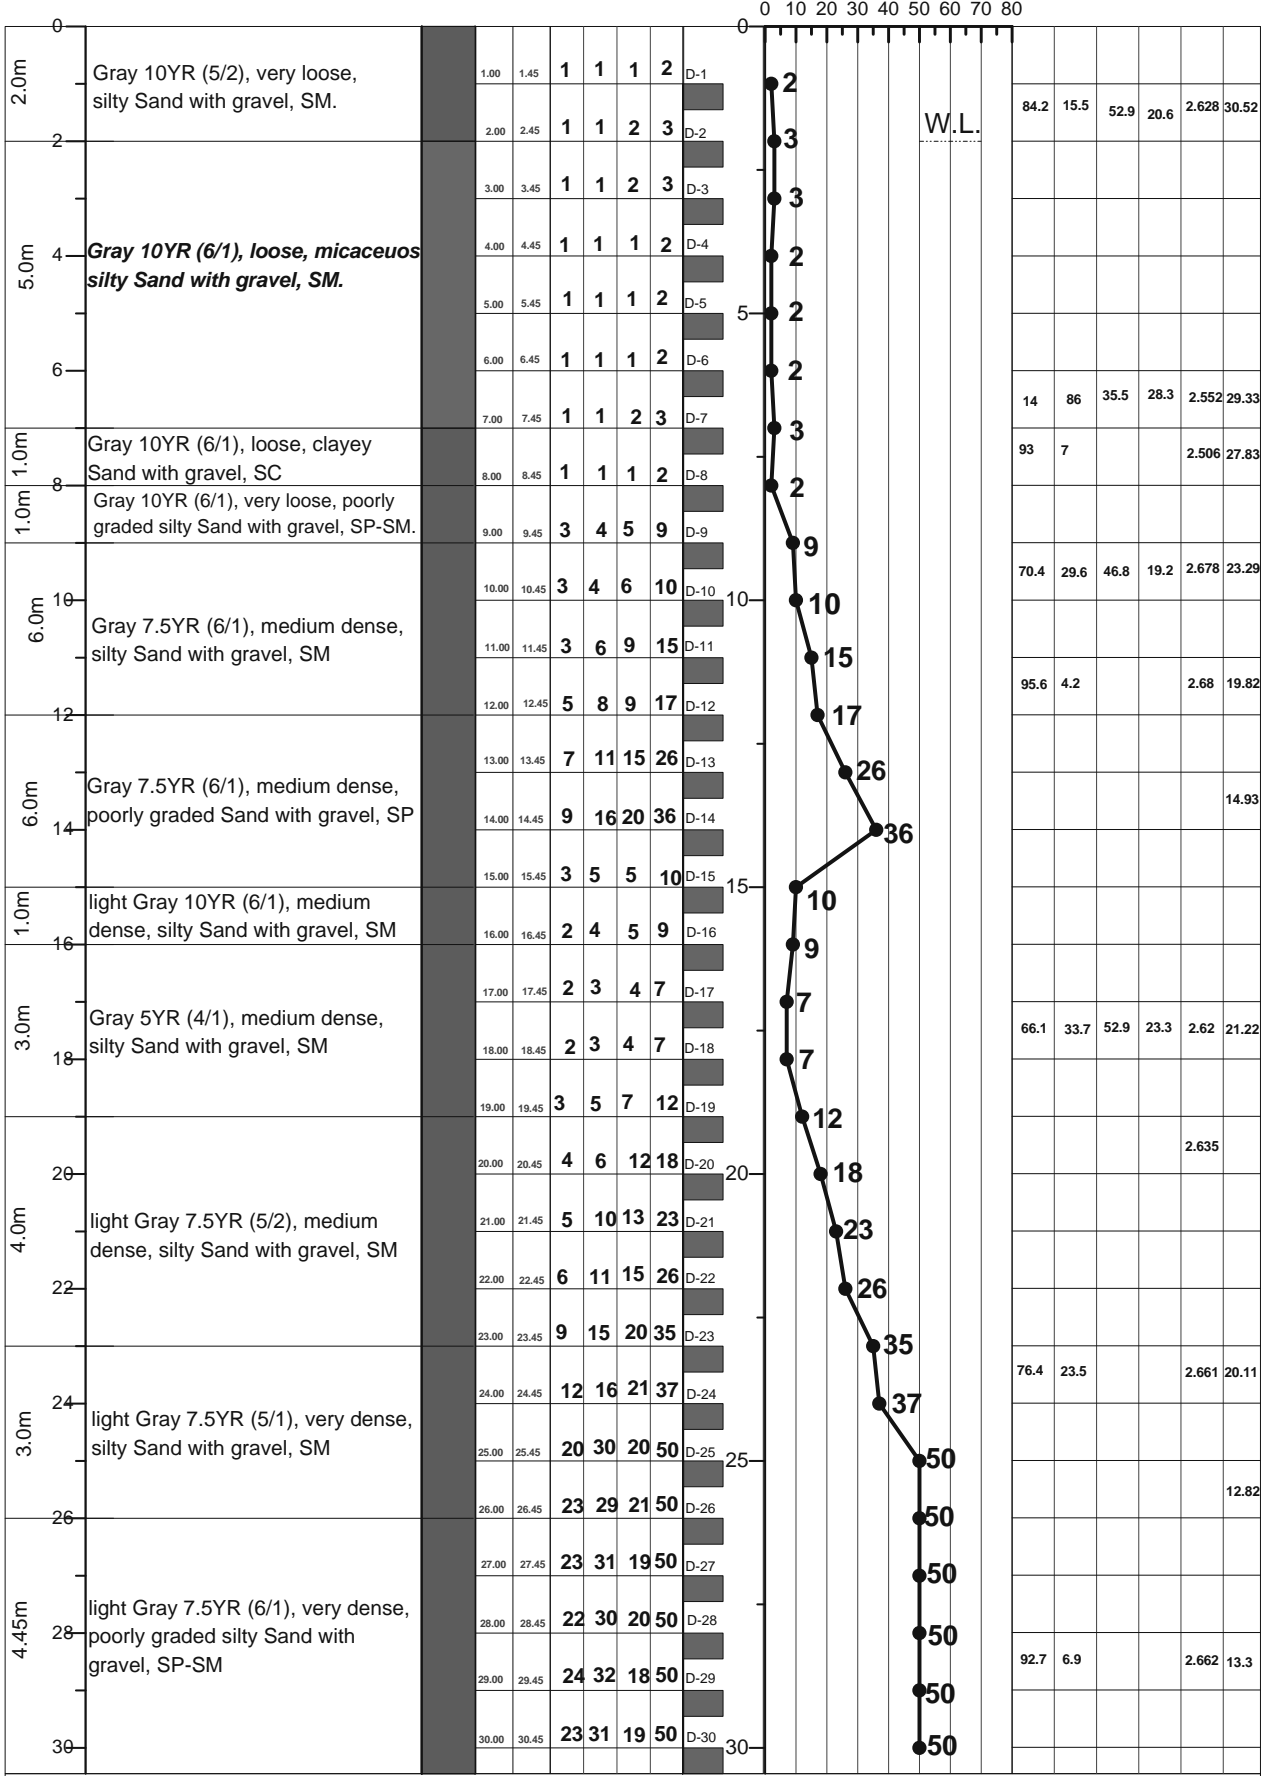 0 10 20 30 40 50 60 70 80
0 0
2.0m
Gray 10YR (5/2), very loose,
silty Sand with gravel, SM.
1.00 1.45 1 1 1 2 D-1
2
84.2 15.5 52.9 20.6 2.628 30.52
W.L.
2.00 2.45 1 1 2 3 D-2
2
3
3.00 3.45 1 1 2 3 D-3
3
5.0m
Gray 10YR (6/1), loose, micaceuos
silty Sand with gravel, SM.
4.00 4.45 1 1 1 2 D-4
4
2
5.00 5.45 1 1 1 2 D-5
5
2
6.00 6.45 1 1 1 2 D-6
6
2
14 86 35.5 28.3 2.552 29.33
7.00 7.45 1 1 2 3 D-7
3
1.0m
Gray 10YR (6/1), loose, clayey
Sand with gravel, SC
93 7 2.506 27.83
8.00 8.45 1 1 1 2 D-8
8
2
1.0m
Gray 10YR (6/1), very loose, poorly
graded silty Sand with gravel, SP-SM.
9.00 9.45 3 4 5 9 D-9
9
70.4 29.6 46.8 19.2 2.678 23.29
10.00 10.45 3 4 6 10 D-10
10
10
10
6.0m
Gray 7.5YR (6/1), medium dense,
silty Sand with gravel, SM
11.00 11.45 3 6 9 15 D-11
15
95.6 4.2 2.68 19.82
12.00 12.45 5 8 9 17 D-12
12
17
13.00 13.45 7 11 15 26 D-13
26
6.0m
Gray 7.5YR (6/1), medium dense,
poorly graded Sand with gravel, SP
14.93
14.00 14.45 9 16 20 36 D-14
14
36
15.00 15.45 3 5 5 10 D-15
15
10
1.0m
light Gray 10YR (6/1), medium
dense, silty Sand with gravel, SM
16.00 16.45 2 4 5 9 D-16
16
9
17.00 17.45 2 3 4 7 D-17
7
3.0m
Gray 5YR (4/1), medium dense,
silty Sand with gravel, SM
66.1 33.7 52.9 23.3 2.62 21.22
18.00 18.45 2 3 4 7 D-18
18
7
19.00 19.45 3 5 7 12 D-19
12
2.635
20.00 20.45 4 6 12 18 D-20
20
20
18
4.0m
light Gray 7.5YR (5/2), medium
dense, silty Sand with gravel, SM
21.00 21.45 5 10 13 23 D-21
23
22.00 22.45 6 11 15 26 D-22
22
26
23.00 23.45 9 15 20 35 D-23
35
76.4 23.5 2.661 20.11
24.00 24.45 12 16 21 37 D-24
24
37
3.0m
light Gray 7.5YR (5/1), very dense,
silty Sand with gravel, SM
25.00 25.45 20 30 20 50 D-25
25
50
12.82
26.00 26.45 23 29 21 50 D-26
26
50
27.00 27.45 23 31 19 50 D-27
50
4.45m
light Gray 7.5YR (6/1), very dense,
poorly graded silty Sand with
gravel, SP-SM
28.00 28.45 22 30 20 50 D-28
28
50
92.7 6.9 2.662 13.3
29.00 29.45 24 32 18 50 D-29
50
30.00 30.45 23 31 19 50 D-30
30
30
50